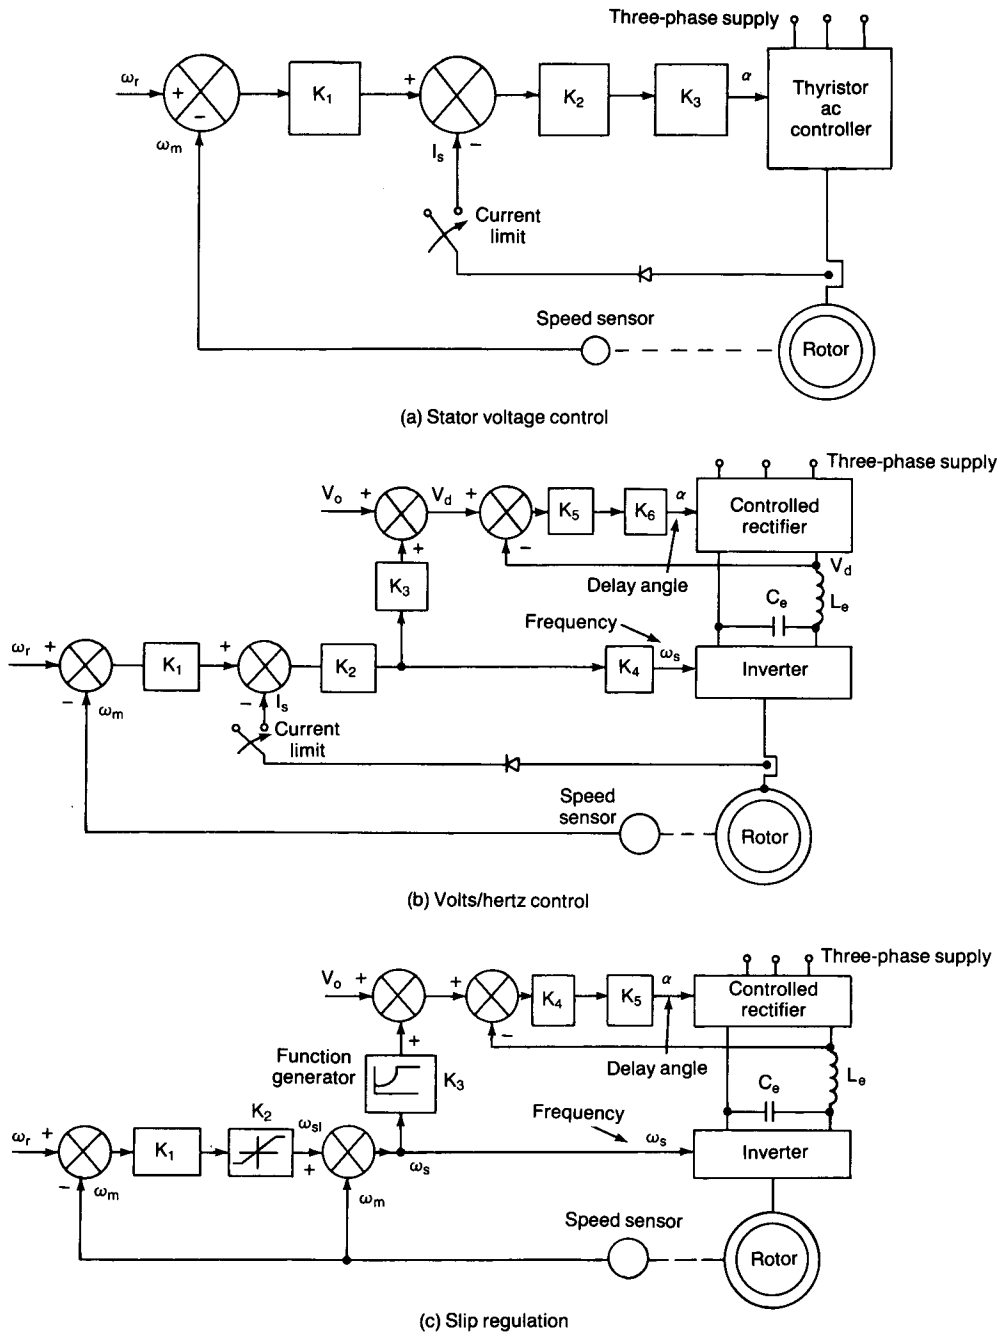 Three-phase supply
ωr
+
−
ωm
K1
+
−
Is
K2
K3
α
Thyristor
ac
controller
Current
limit
Speed sensor
Rotor
(a) Stator voltage control
Three-phase supply
Vo
+
Vd
+
−
+
K5
K6
α
Controlled
rectifier
Delay angle
Vd
K3
Ce
Le
Frequency
ωr
+
−
ωm
K1
+
−
Is
K2
K4
ωs
Inverter
Current
limit
Speed
sensor
Rotor
(b) Volts/hertz control
Three-phase supply
Vo
+
+
−
+
K4
K5
α
Controlled
rectifier
Delay angle
Function
generator
K3
Ce
Le
Frequency
ωr
+
−
ωm
K1
K2
ωsl
+
ωs
ωm
ωs
Inverter
Speed sensor
Rotor
(c) Slip regulation